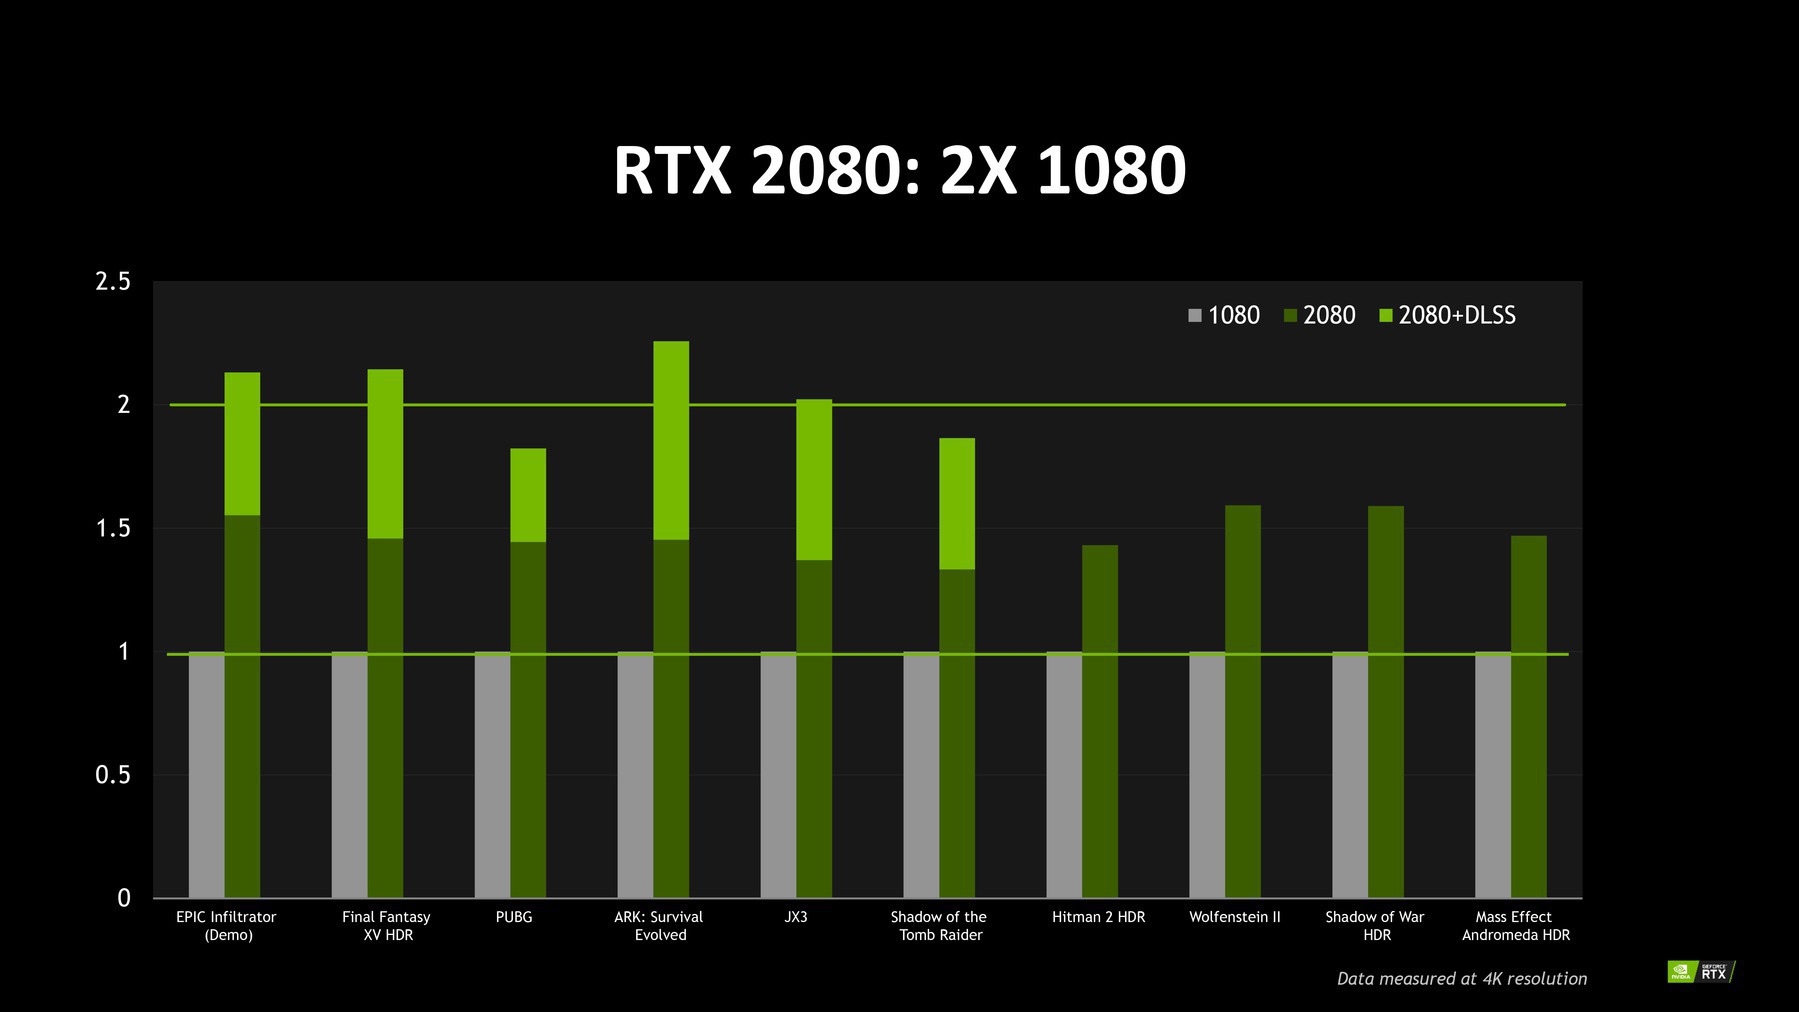 RTX 2080: 2X 1080
2.5
2
1.5
1
0.5
0
1080 2080 2080+DLSS
EPIC Infiltrator
(Demo)
Final Fantasy
XV HDR
PUBG
ARK: Survival
Evolved
JX3
Shadow of the
Tomb Raider
Hitman 2 HDR
Wolfenstein II
Shadow of War
HDR
Mass Effect
Andromeda HDR
Data measured at 4K resolution
NVIDIA
GEFORCE
RTX